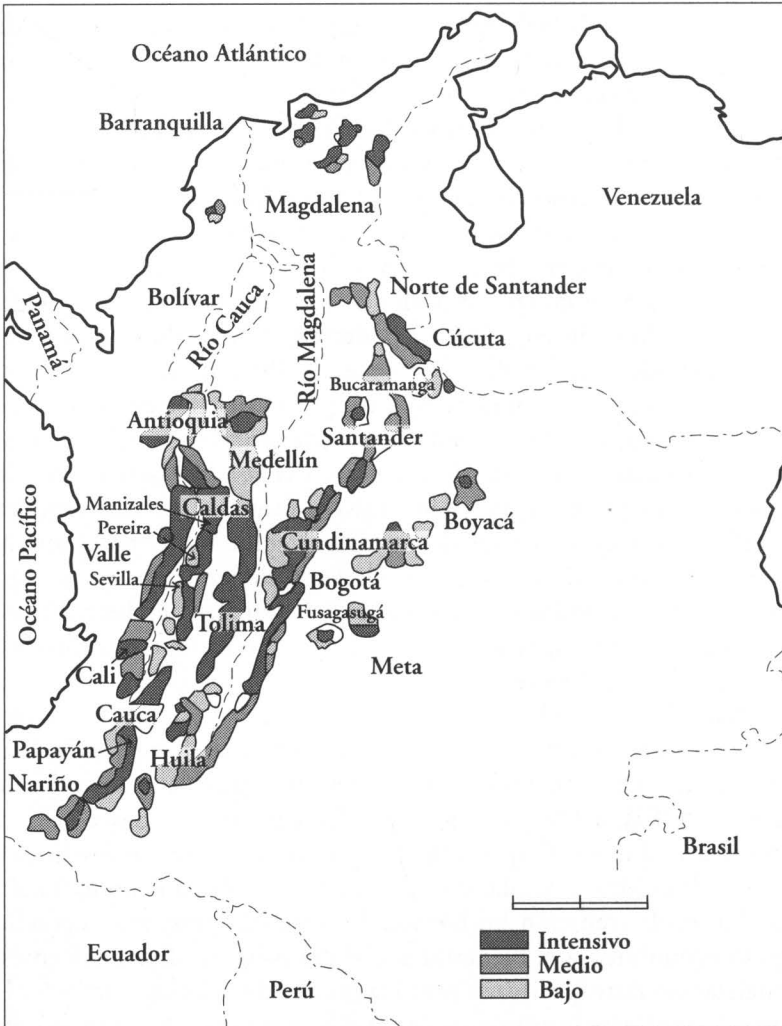 Océano Atlántico
Barranquilla
Magdalena
Venezuela
Panamá
Bolívar
Río Cauca
Río Magdalena
Norte de Santander
Cúcuta
Bucaramanga
Antioquia
Santander
Medellín
Océano Pacífico
Manizales
Caldas
Pereira
Boyacá
Valle
Cundinamarca
Sevilla
Bogotá
Tolima
Fusagasugá
Meta
Cali
Cauca
Papayán
Huila
Nariño
Brasil
Ecuador
Perú
Intensivo
Medio
Bajo